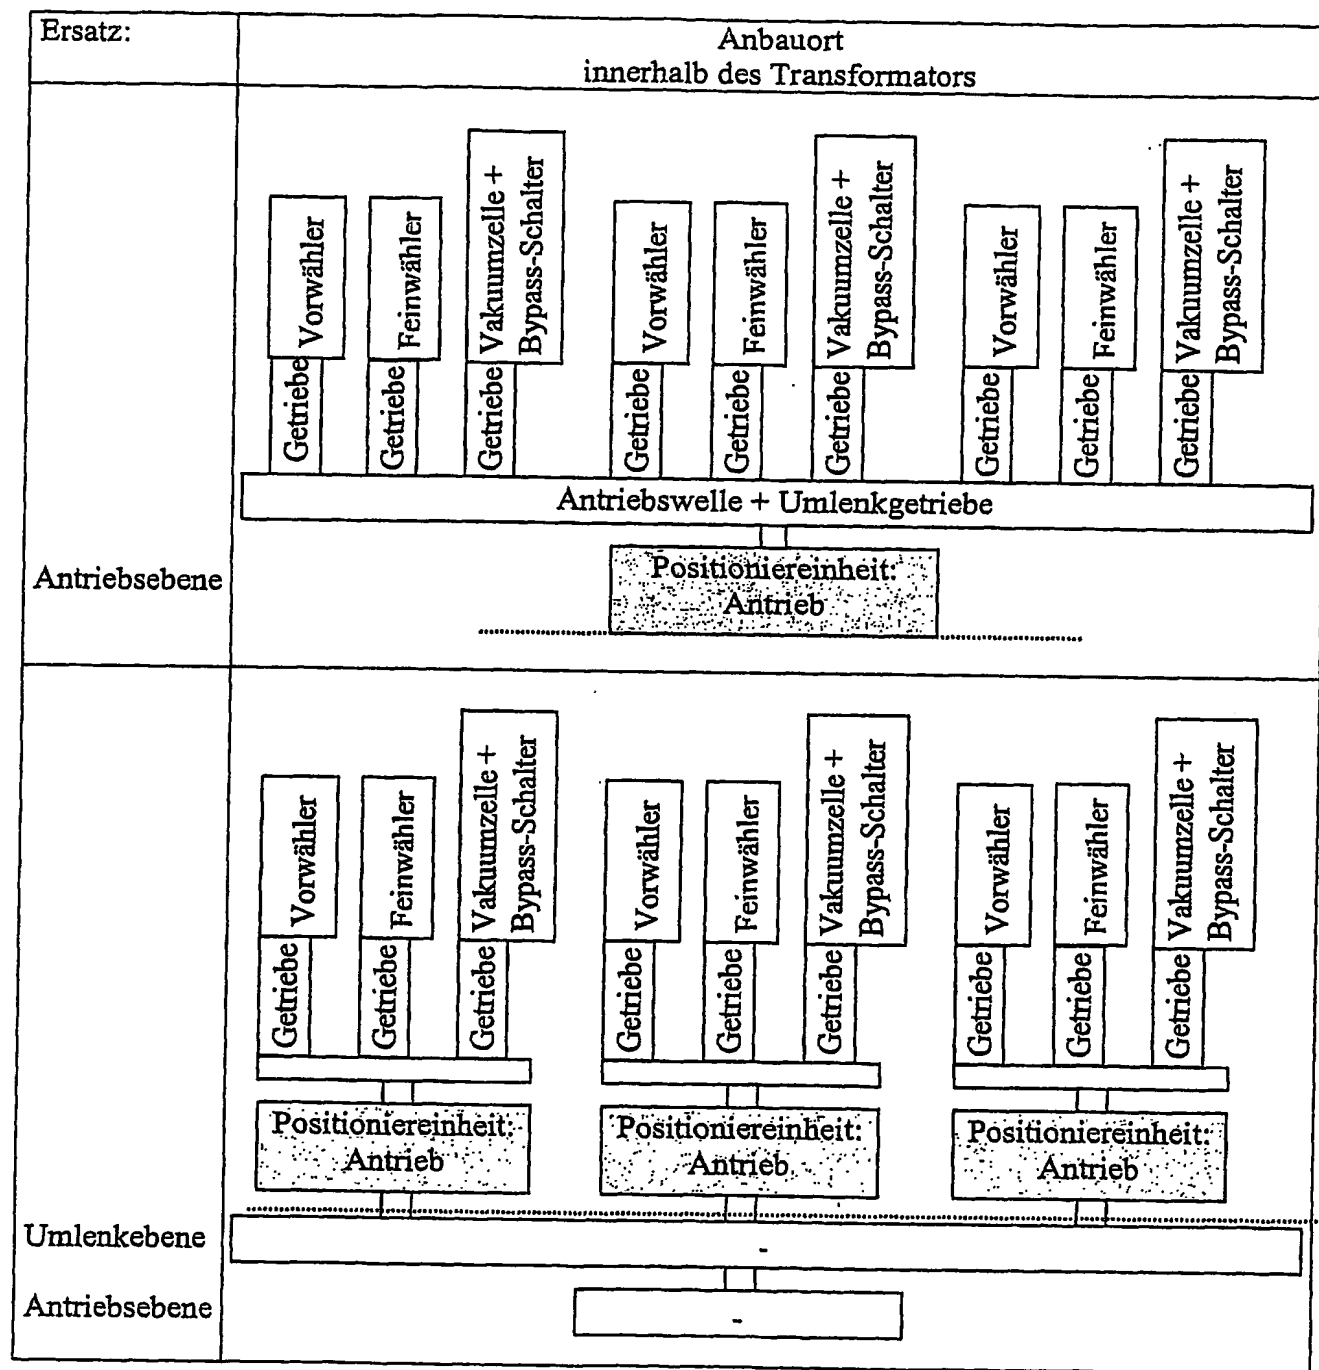 Ersatz:
Anbauort
innerhalb des Transformators
Vorwähler
Feinwähler
Vakuumzelle +
Bypass-Schalter
Vorwähler
Feinwähler
Vakuumzelle +
Bypass-Schalter
Vorwähler
Feinwähler
Vakuumzelle +
Bypass-Schalter
Getriebe
Getriebe
Getriebe
Getriebe
Getriebe
Getriebe
Getriebe
Getriebe
Getriebe
Antriebswelle + Umlenkgetriebe
Antriebsebene
Positioniereinheit:
Antrieb
Vorwähler
Feinwähler
Vakuumzelle +
Bypass-Schalter
Vorwähler
Feinwähler
Vakuumzelle +
Bypass-Schalter
Vorwähler
Feinwähler
Vakuumzelle +
Bypass-Schalter
Getriebe
Getriebe
Getriebe
Getriebe
Getriebe
Getriebe
Getriebe
Getriebe
Getriebe
Positioniereinheit:
Antrieb
Positioniereinheit:
Antrieb
Positioniereinheit:
Antrieb
Umlenkebene
-
Antriebsebene
-